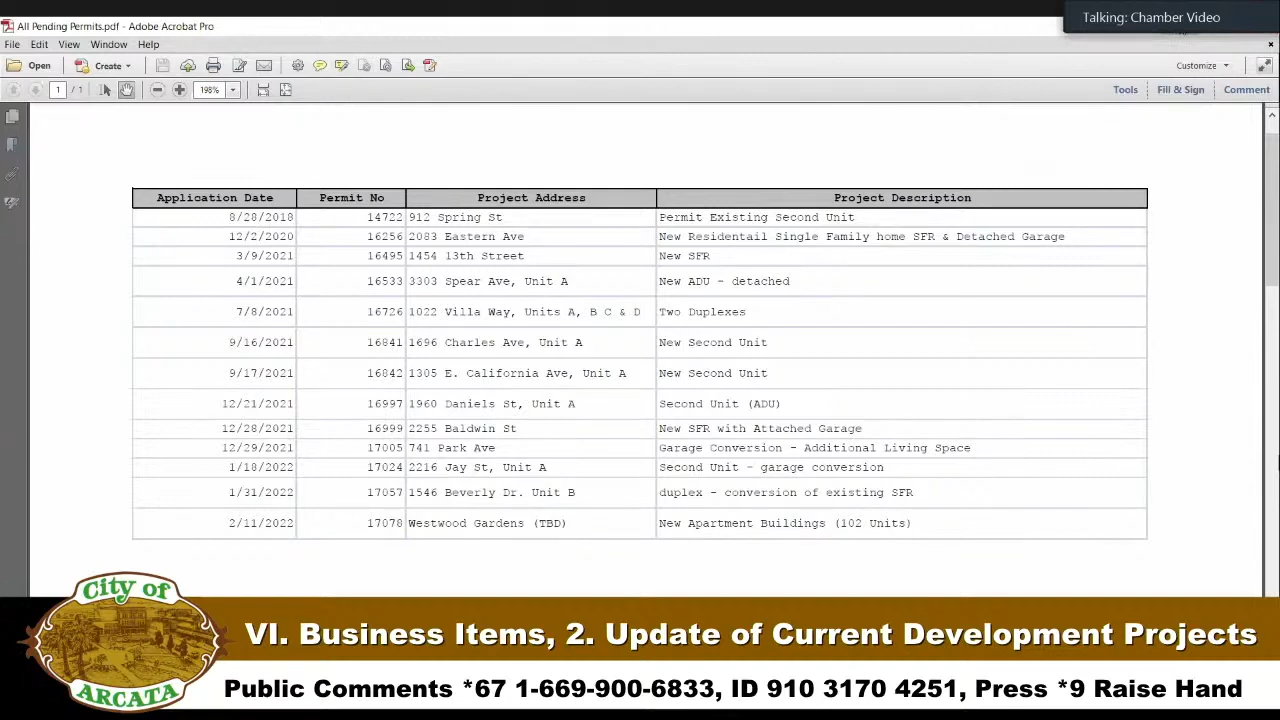 Talking: Chamber Video
All Pending Permits.pdf - Adobe Acrobat Pro
File Edit View Window Help
Open Create Customize
1 / 1 198% Tools Fill & Sign Comment
Application Date Permit No Project Address Project Description
8/28/2018 14722 912 Spring St Permit Existing Second Unit
12/2/2020 16256 2083 Eastern Ave New Residentail Single Family home SFR & Detached Garage
3/9/2021 16495 1454 13th Street New SFR
4/1/2021 16533 3303 Spear Ave, Unit A New ADU - detached
7/8/2021 16726 1022 Villa Way, Units A, B C & D Two Duplexes
9/16/2021 16841 1696 Charles Ave, Unit A New Second Unit
9/17/2021 16842 1305 E. California Ave, Unit A New Second Unit
12/21/2021 16997 1960 Daniels St, Unit A Second Unit (ADU)
12/28/2021 16999 2255 Baldwin St New SFR with Attached Garage
12/29/2021 17005 741 Park Ave Garage Conversion - Additional Living Space
1/18/2022 17024 2216 Jay St, Unit A Second Unit - garage conversion
1/31/2022 17057 1546 Beverly Dr. Unit B duplex - conversion of existing SFR
2/11/2022 17078 Westwood Gardens (TBD) New Apartment Buildings (102 Units)
City of
ARCATA
VI. Business Items, 2. Update of Current Development Projects
Public Comments *67 1-669-900-6833, ID 910 3170 4251, Press *9 Raise Hand